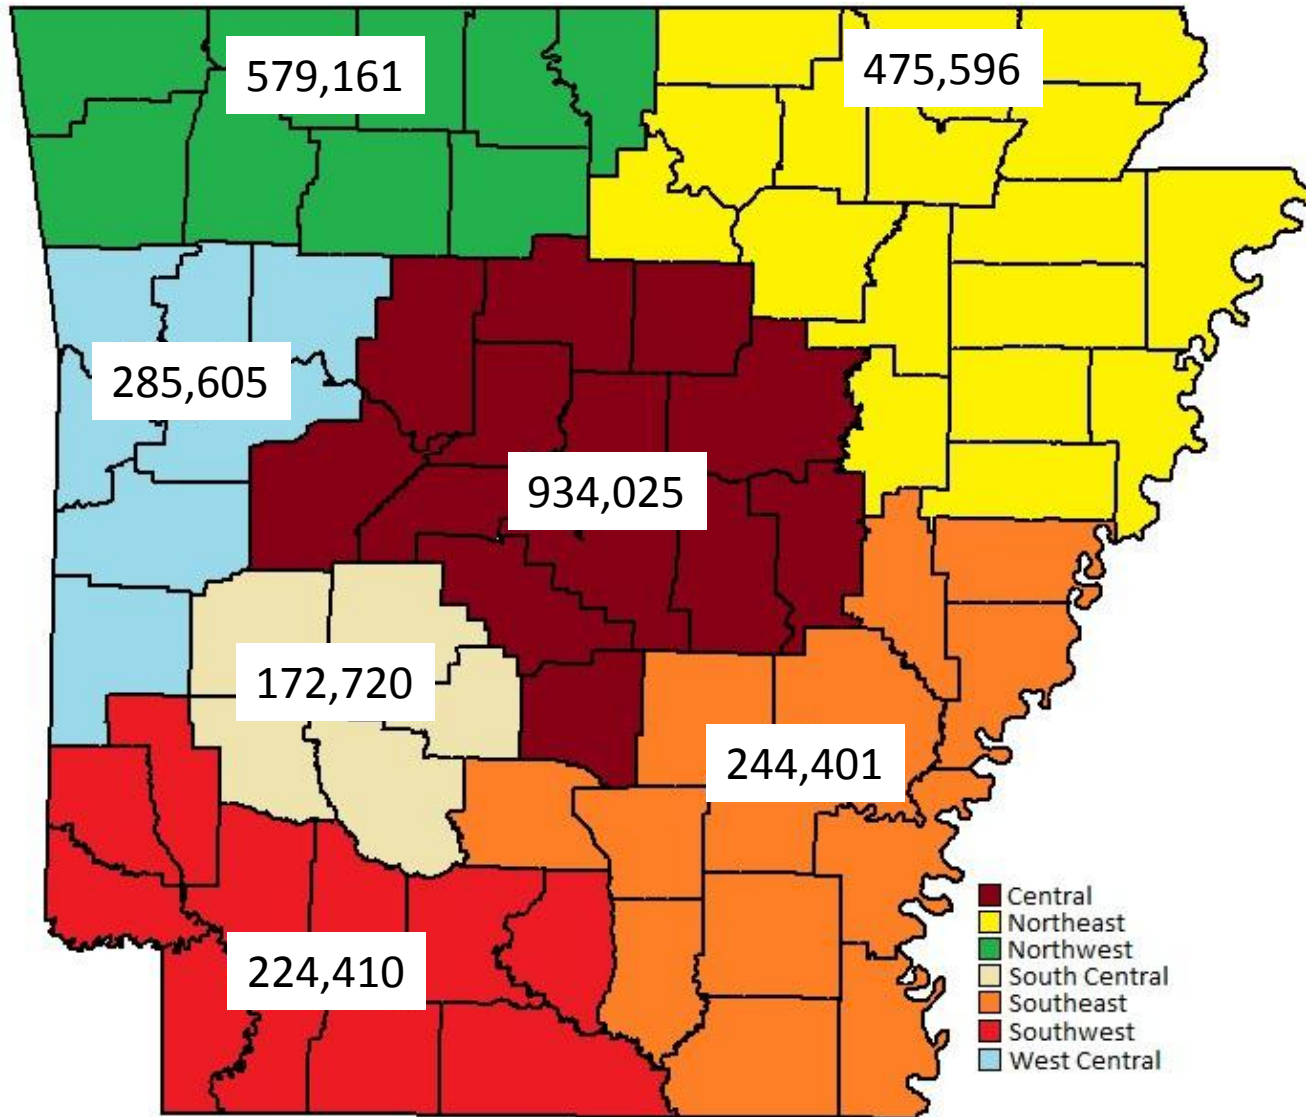 579,161
475,596
285,605
934,025
172,720
244,401
224,410
Central
Northeast
Northwest
South Central
Southeast
Southwest
West Central